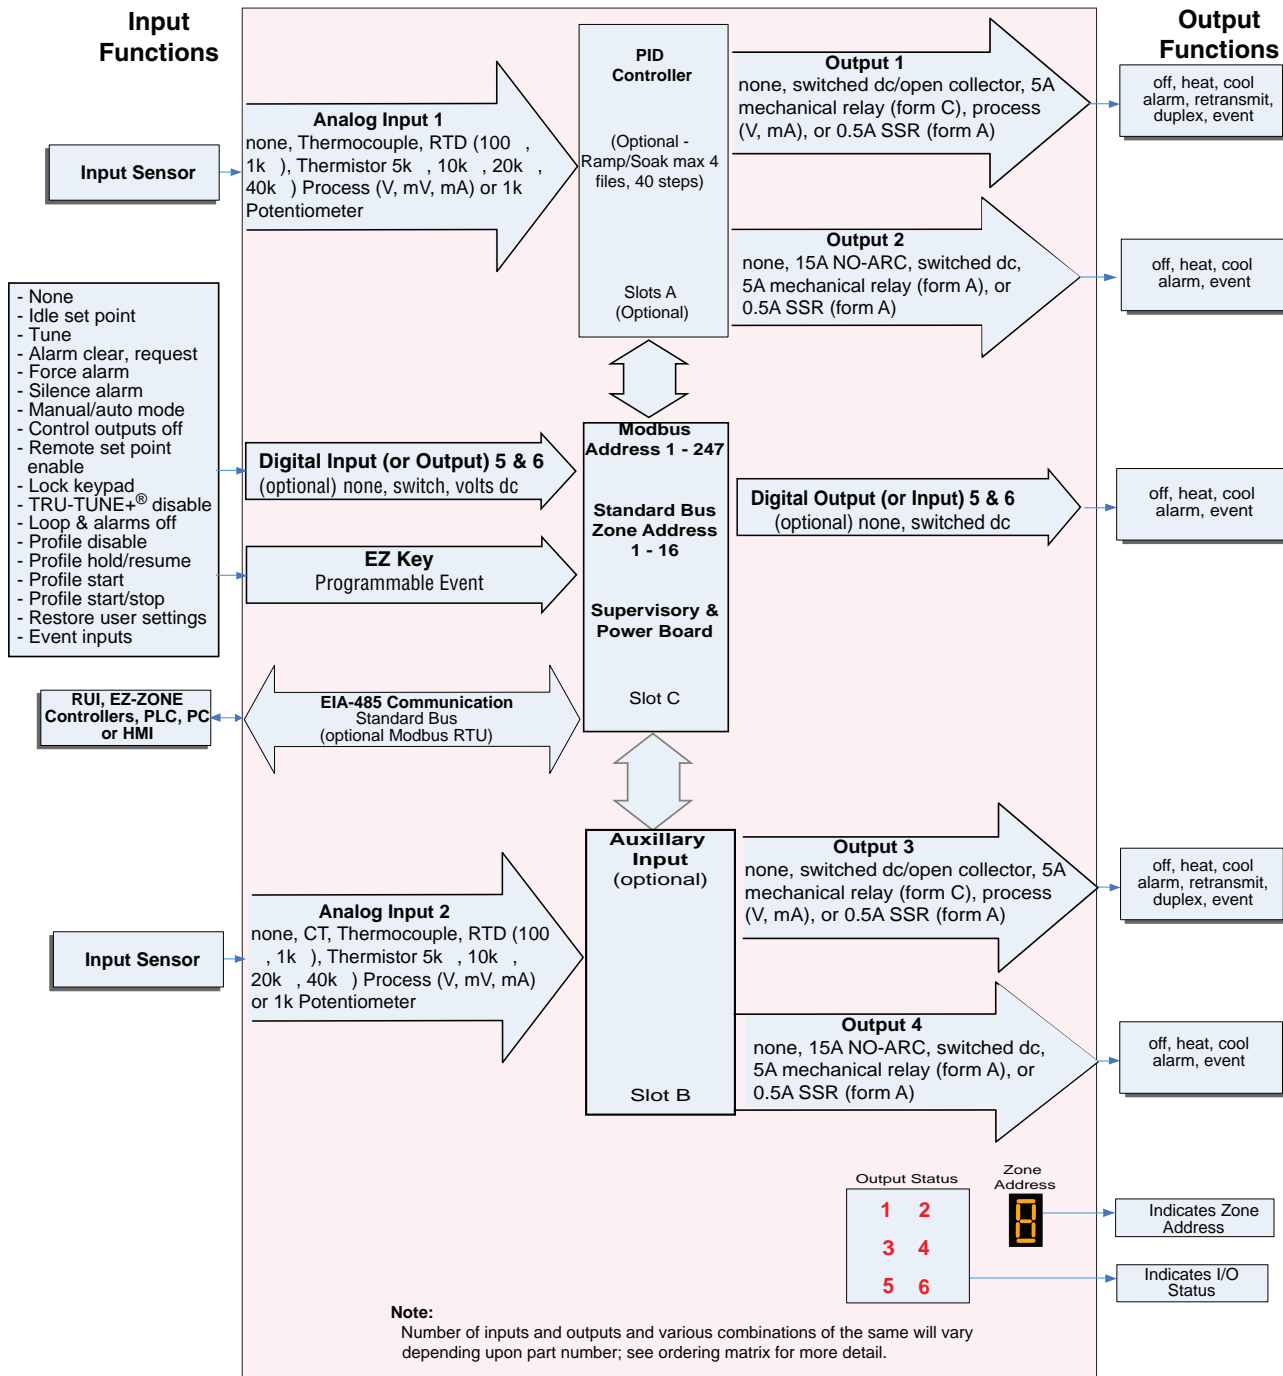 Input
Functions
Output
Functions
PID
Controller
(Optional -
Ramp/Soak max 4
files, 40 steps)
Slots A
(Optional)
Input Sensor
Analog Input 1
none, Thermocouple, RTD (100 ,
1k ), Thermistor 5k , 10k , 20k ,
40k ) Process (V, mV, mA) or 1k
Potentiometer
Output 1
none, switched dc/open collector, 5A
mechanical relay (form C), process
(V, mA), or 0.5A SSR (form A)
off, heat, cool
alarm, retransmit,
duplex, event
Output 2
none, 15A NO-ARC, switched dc,
5A mechanical relay (form A), or
0.5A SSR (form A)
off, heat, cool
alarm, event
- None
- Idle set point
- Tune
- Alarm clear, request
- Force alarm
- Silence alarm
- Manual/auto mode
- Control outputs off
- Remote set point
enable
- Lock keypad
- TRU-TUNE+® disable
- Loop & alarms off
- Profile disable
- Profile hold/resume
- Profile start
- Profile start/stop
- Restore user settings
- Event inputs
Digital Input (or Output) 5 & 6
(optional) none, switch, volts dc
EZ Key
Programmable Event
Modbus
Address 1 - 247
Standard Bus
Zone Address
1 - 16
Supervisory &
Power Board
Slot C
Digital Output (or Input) 5 & 6
(optional) none, switched dc
off, heat, cool
alarm, event
RUI, EZ-ZONE
Controllers, PLC, PC
or HMI
EIA-485 Communication
Standard Bus
(optional Modbus RTU)
Auxillary
Input
(optional)
Slot B
Input Sensor
Analog Input 2
none, CT, Thermocouple, RTD (100
, 1k ), Thermistor 5k , 10k ,
20k , 40k ) Process (V, mV, mA)
or 1k Potentiometer
Output 3
none, switched dc/open collector, 5A
mechanical relay (form C), process
(V, mA), or 0.5A SSR (form A)
off, heat, cool
alarm, retransmit,
duplex, event
Output 4
none, 15A NO-ARC, switched dc,
5A mechanical relay (form A), or
0.5A SSR (form A)
off, heat, cool
alarm, event
Output Status
1 2
3 4
5 6
Zone
Address
8
Indicates Zone
Address
Indicates I/O
Status
Note:
Number of inputs and outputs and various combinations of the same will vary
depending upon part number; see ordering matrix for more detail.